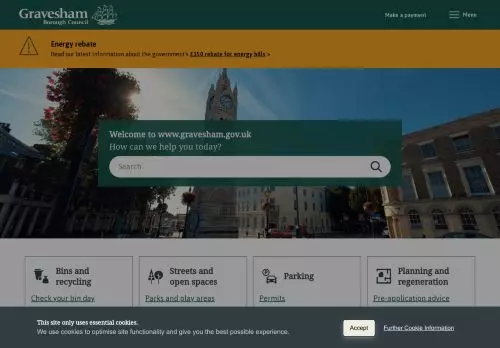 Gravesham
Borough Council
Make a payment
Menu
Energy rebate
Read our latest information about the government's £150 rebate for energy bills >
Welcome to www.gravesham.gov.uk
How can we help you today?
Search
Bins and
recycling
Check your bin day
Streets and
open spaces
Parks and play areas
Parking
Permits
Planning and
regeneration
Pre-application advice
This site only uses essential cookies.
We use cookies to optimise site functionality and give you the best possible experience.
Accept
Further Cookie Information